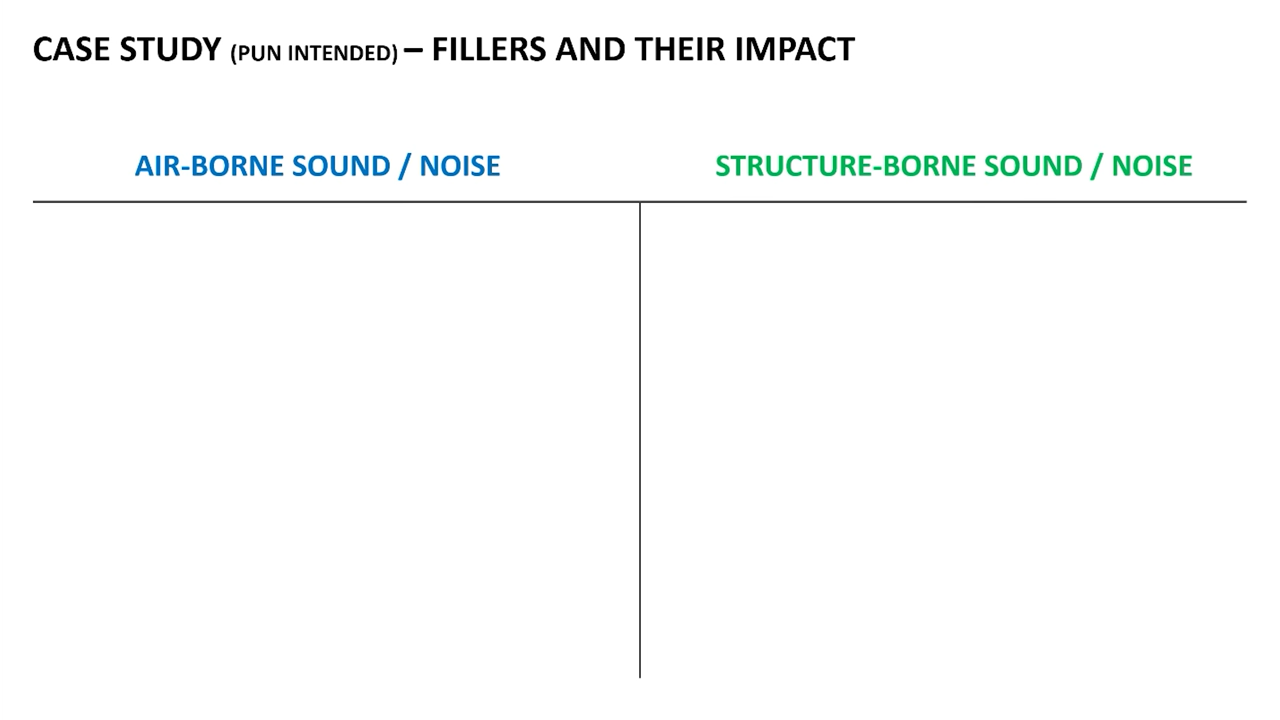 CASE STUDY (PUN INTENDED) – FILLERS AND THEIR IMPACT
AIR-BORNE SOUND / NOISE
STRUCTURE-BORNE SOUND / NOISE